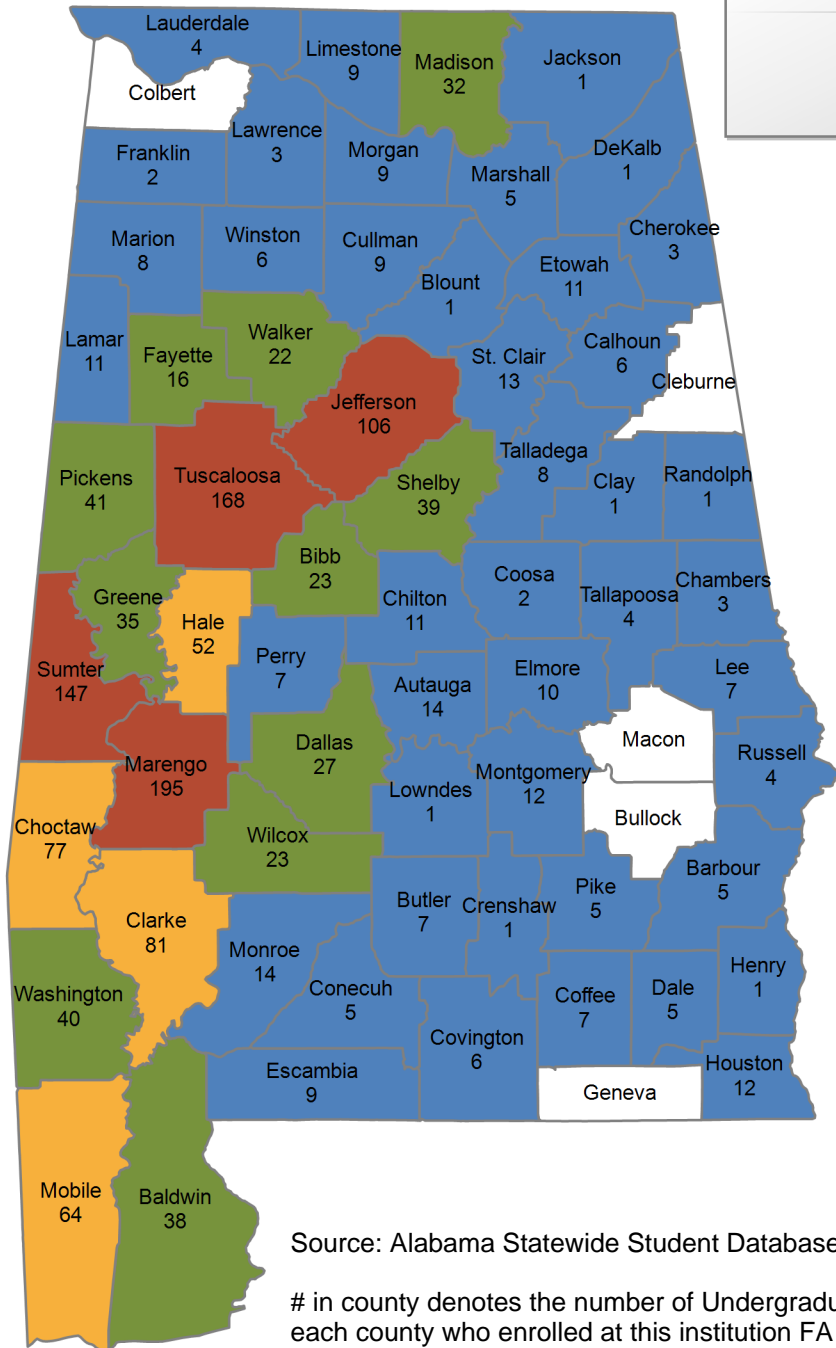 Lauderdale
4
Limestone
9
Madison
32
Jackson
1
Colbert
Lawrence
3
Franklin
2
Morgan
9
Marshall
5
DeKalb
1
Cherokee
3
Marion
8
Winston
6
Cullman
9
Blount
1
Etowah
11
Lamar
11
Fayette
16
Walker
22
Jefferson
106
St. Clair
13
Calhoun
6
Cleburne
Pickens
41
Tuscaloosa
168
Shelby
39
Talladega
8
Clay
1
Randolph
1
Bibb
23
Greene
35
Hale
52
Chilton
11
Coosa
2
Tallapoosa
4
Chambers
3
Sumter
147
Perry
7
Autauga
14
Elmore
10
Lee
7
Macon
Russell
4
Marengo
195
Dallas
27
Lowndes
1
Montgomery
12
Bullock
Choctaw
77
Wilcox
23
Barbour
5
Clarke
81
Butler
7
Crenshaw
1
Pike
5
Monroe
14
Washington
40
Conecuh
5
Covington
6
Coffee
7
Dale
5
Henry
1
Escambia
9
Geneva
Houston
12
Mobile
64
Baldwin
38
Source: Alabama Statewide Student Database
# in county denotes the number of Undergradu
each county who enrolled at this institution FA